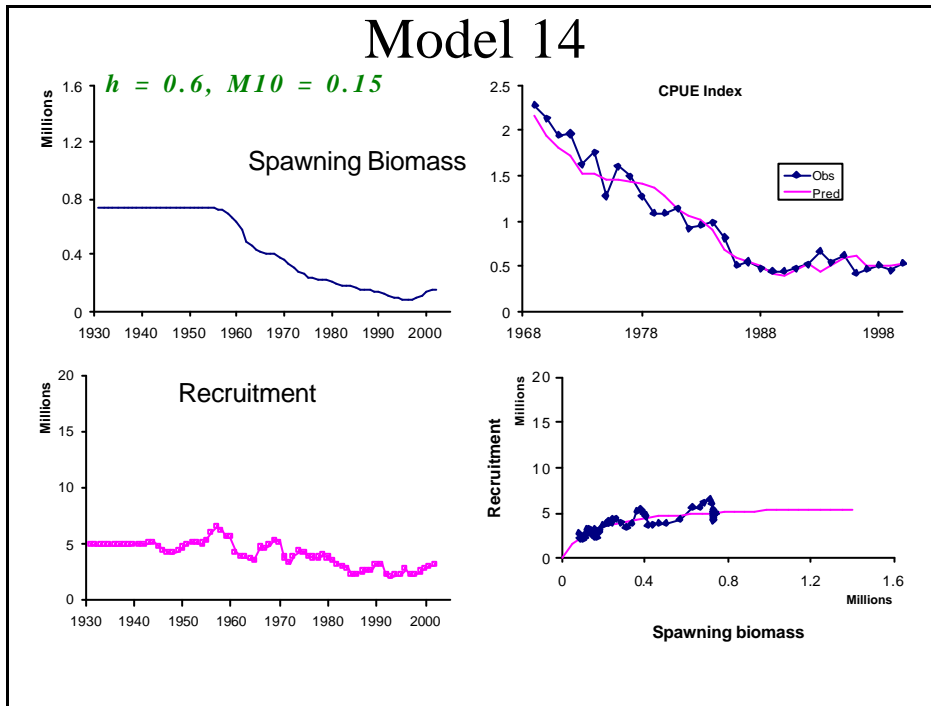 Model 14
h = 0.6, M10 = 0.15
Millions
1.6
1.2
0.8
0.4
0
Spawning Biomass
1930 1940 1950 1960 1970 1980 1990 2000
CPUE Index
2.5
2
1.5
1
0.5
0
Obs
Pred
1968 1978 1988 1998
Recruitment
Millions
20
15
10
5
0
1930 1940 1950 1960 1970 1980 1990 2000
Recruitment
Millions
20
15
10
5
0
0 0.4 0.8 1.2 1.6
Millions
Spawning biomass